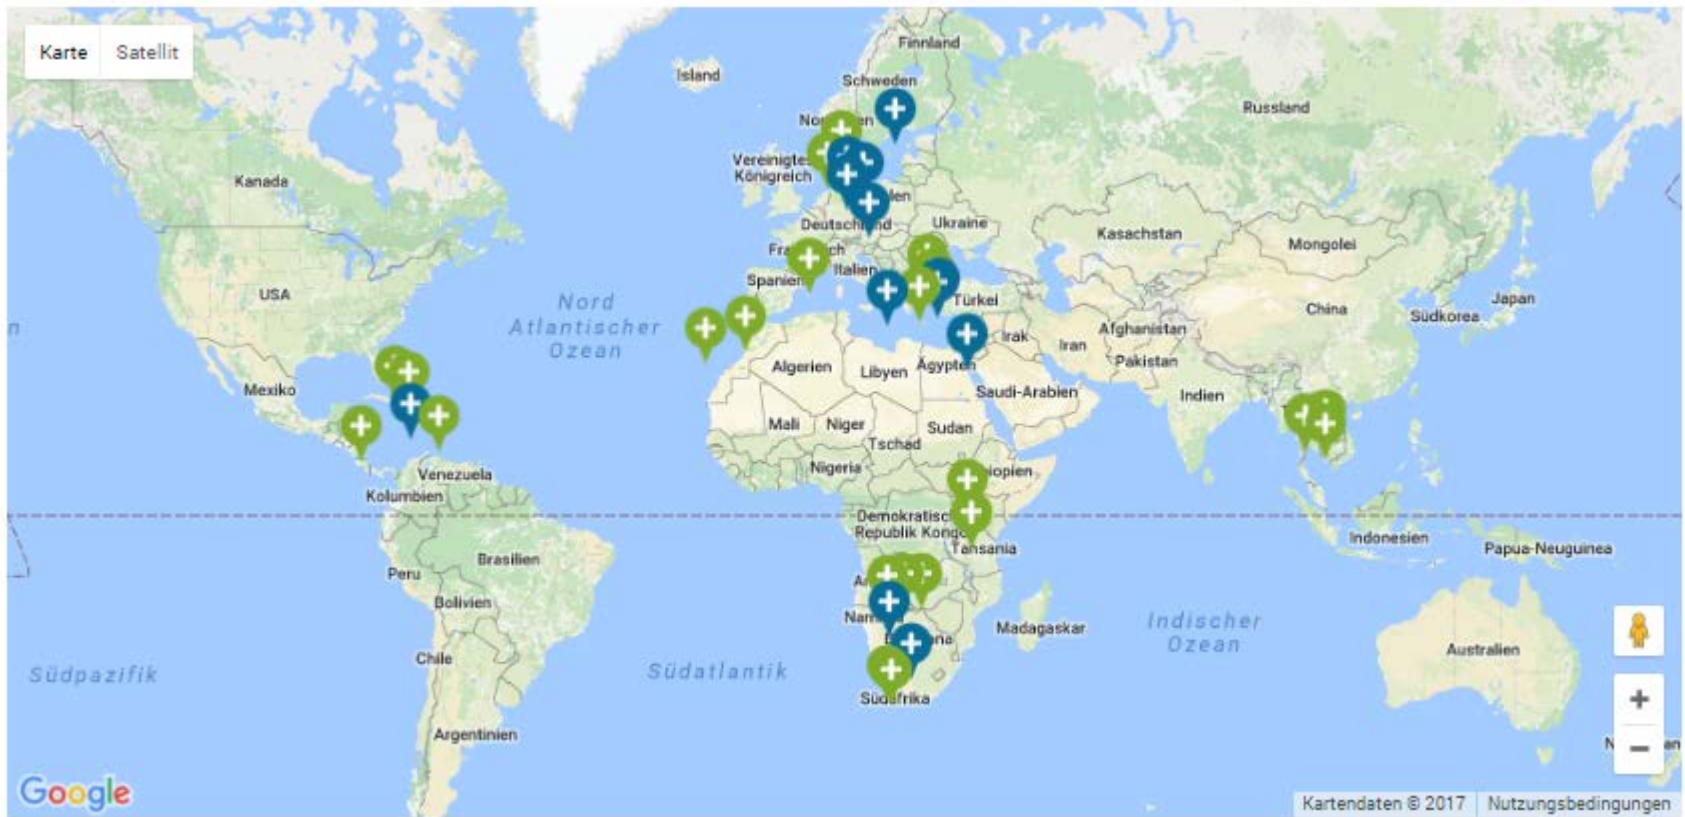 Karte Satellit
Finnland
Island
Schweden
Russland
Vereinigtes
Königreich
Kanada
Ukraine
Kasachstan
Mongolei
Italien
Spanien
USA
Nord
Atlantischer
Ozean
Türkei
China
Japan
Südkorea
Irak
Iran
Afghanistan
Pakistan
Algerien
Libyen
Ägypten
Saudi-Arabien
Indien
Mexiko
Mali
Niger
Sudan
Tschad
Nigeria
Venezuela
Kolumbien
Republik Kongo
Tansania
Indonesien
Papua-Neuguinea
Brasilien
Peru
Bolivien
Madagaskar
Indischer
Ozean
Australien
Chile
Südpazifik
Südatlantik
Südafrika
Argentinien
Google
Kartendaten © 2017 Nutzungsbedingungen